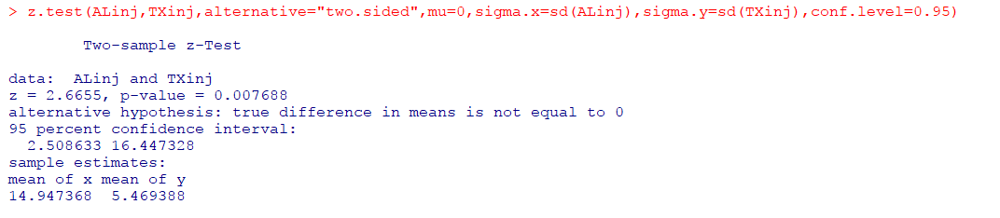 > z.test(ALinj,TXinj,alternative="two.sided",mu=0,sigma.x=sd(ALinj),sigma.y=sd(TXinj),conf.level=0.95)
Two-sample z-Test
data:  ALinj and TXinj
z = 2.6655, p-value = 0.007688
alternative hypothesis: true difference in means is not equal to 0
95 percent confidence interval:
2.508633 16.447328
sample estimates:
mean of x mean of y
14.947368  5.469388